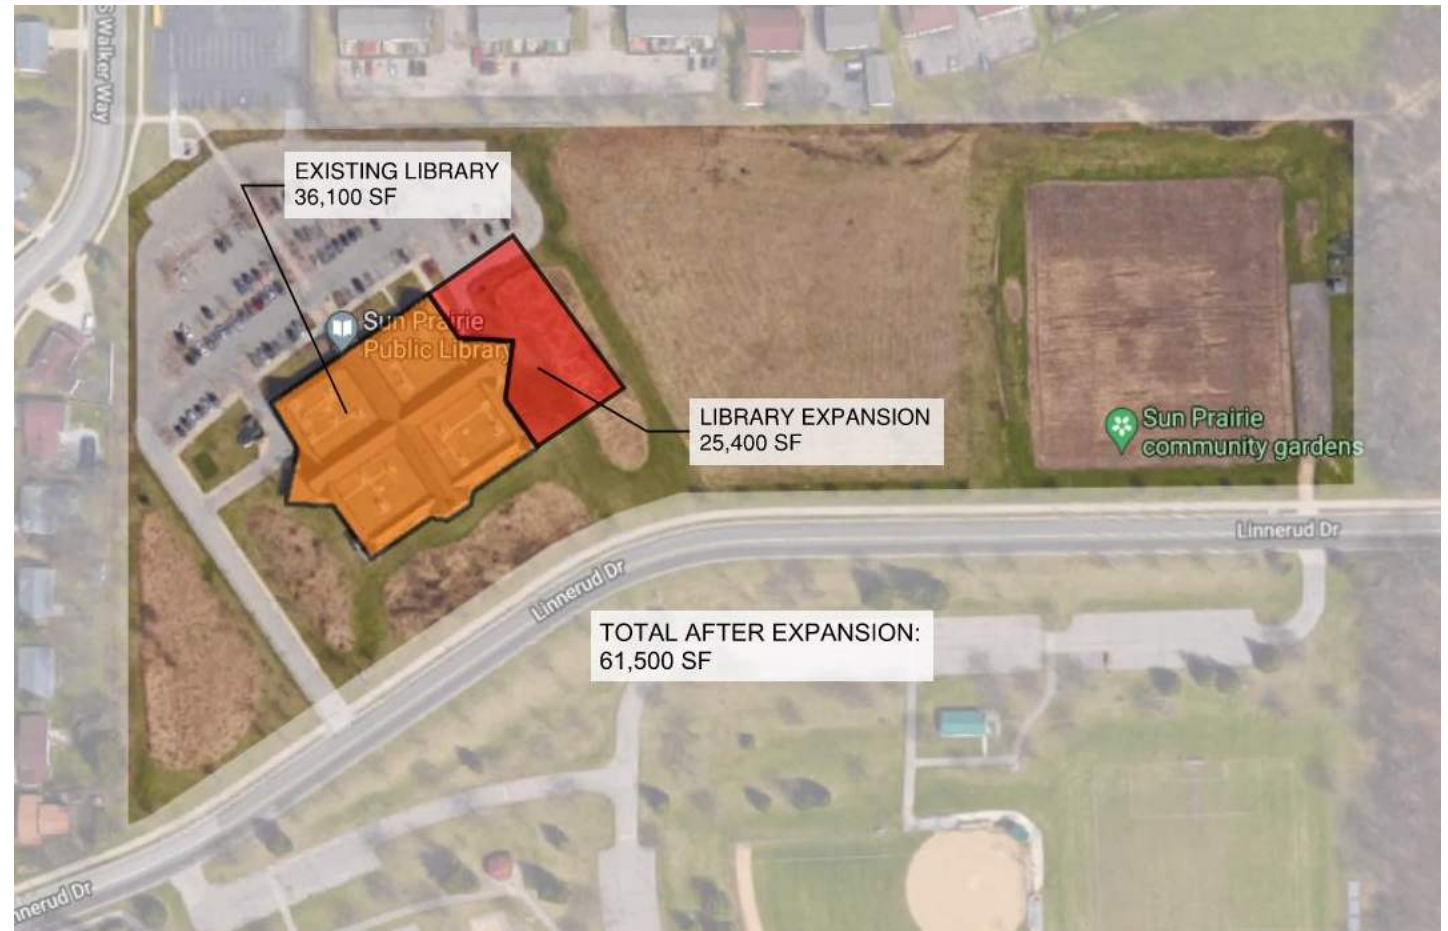 S Walker Way
EXISTING LIBRARY
36,100 SF
Sun Prairie
Public Library
LIBRARY EXPANSION
25,400 SF
Sun Prairie
community gardens
Linnerud Dr
Linnerud Dr
TOTAL AFTER EXPANSION:
61,500 SF
nnerud Dr